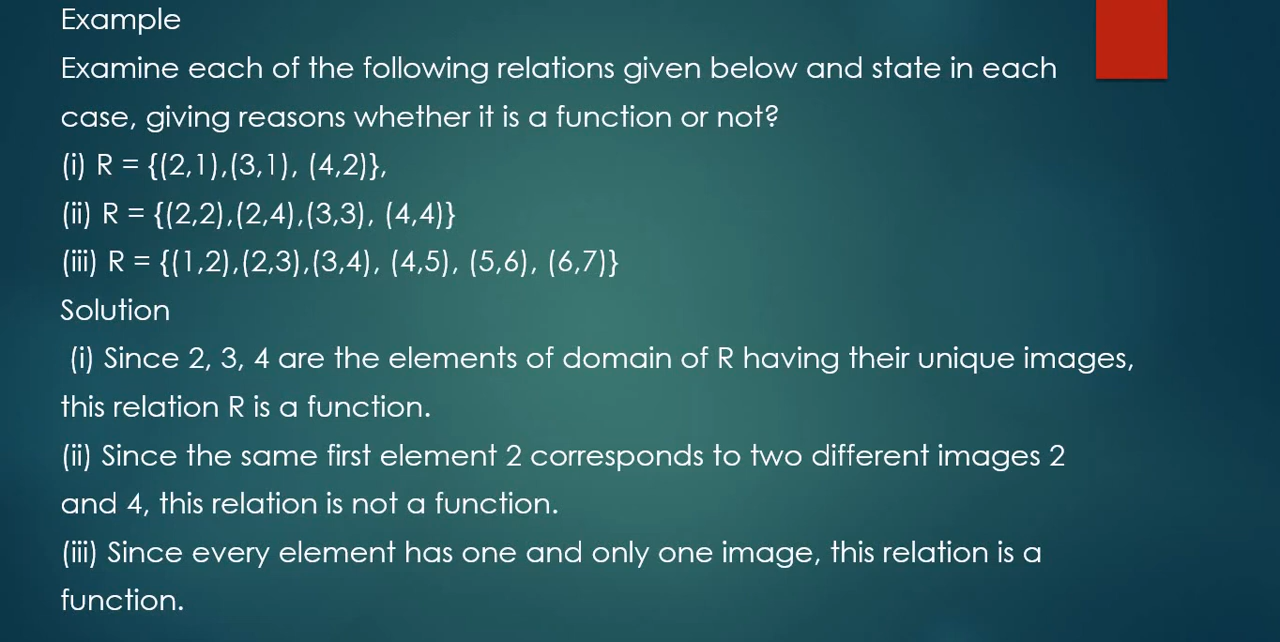 Example
Examine each of the following relations given below and state in each
case, giving reasons whether it is a function or not?
(i) R = {(2,1),(3,1), (4,2)},
(ii) R = {(2,2),(2,4),(3,3), (4,4)}
(iii) R = {(1,2),(2,3),(3,4), (4,5), (5,6), (6,7)}
Solution
(i) Since 2, 3, 4 are the elements of domain of R having their unique images,
this relation R is a function.
(ii) Since the same first element 2 corresponds to two different images 2
and 4, this relation is not a function.
(iii) Since every element has one and only one image, this relation is a
function.